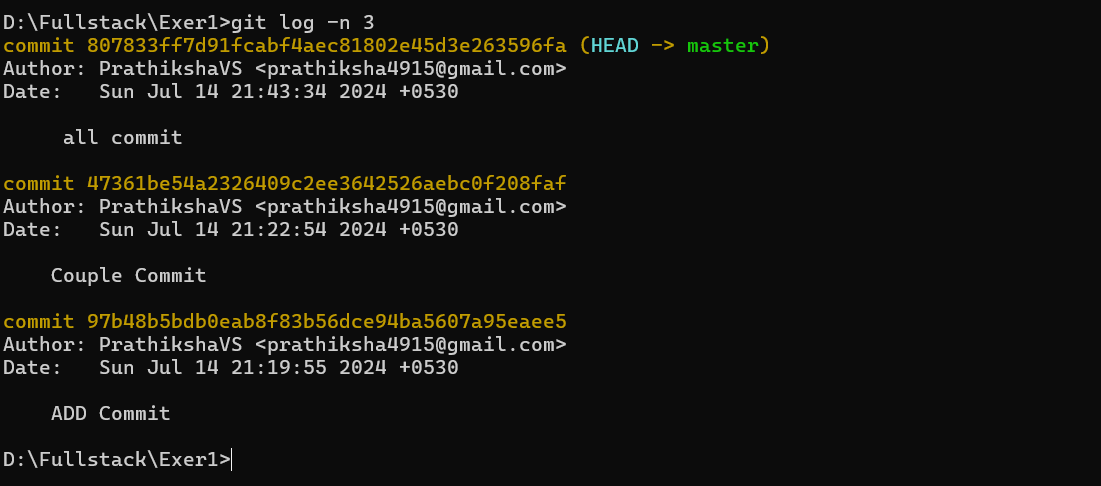 D:\Fullstack\Exer1>git log -n 3
commit 807833ff7d91fcabf4aec81802e45d3e263596fa (HEAD -> master)
Author: PrathikshaVS <prathiksha4915@gmail.com>
Date:   Sun Jul 14 21:43:34 2024 +0530
     all commit
commit 47361be54a2326409c2ee3642526aebc0f208faf
Author: PrathikshaVS <prathiksha4915@gmail.com>
Date:   Sun Jul 14 21:22:54 2024 +0530
    Couple Commit
commit 97b48b5bdb0eab8f83b56dce94ba5607a95eaee5
Author: PrathikshaVS <prathiksha4915@gmail.com>
Date:   Sun Jul 14 21:19:55 2024 +0530
    ADD Commit
D:\Fullstack\Exer1>